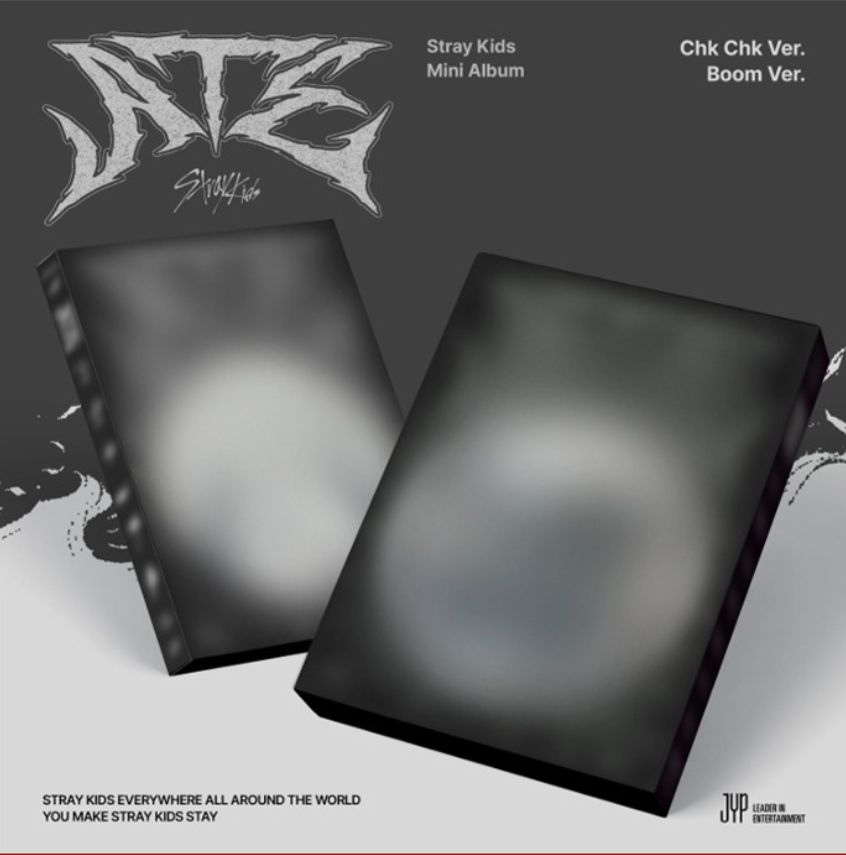 ATE
Stray Kids
Stray Kids
Mini Album
Chk Chk Ver.
Boom Ver.
STRAY KIDS EVERYWHERE ALL AROUND THE WORLD
YOU MAKE STRAY KIDS STAY
JYP LEADER IN
ENTERTAINMENT